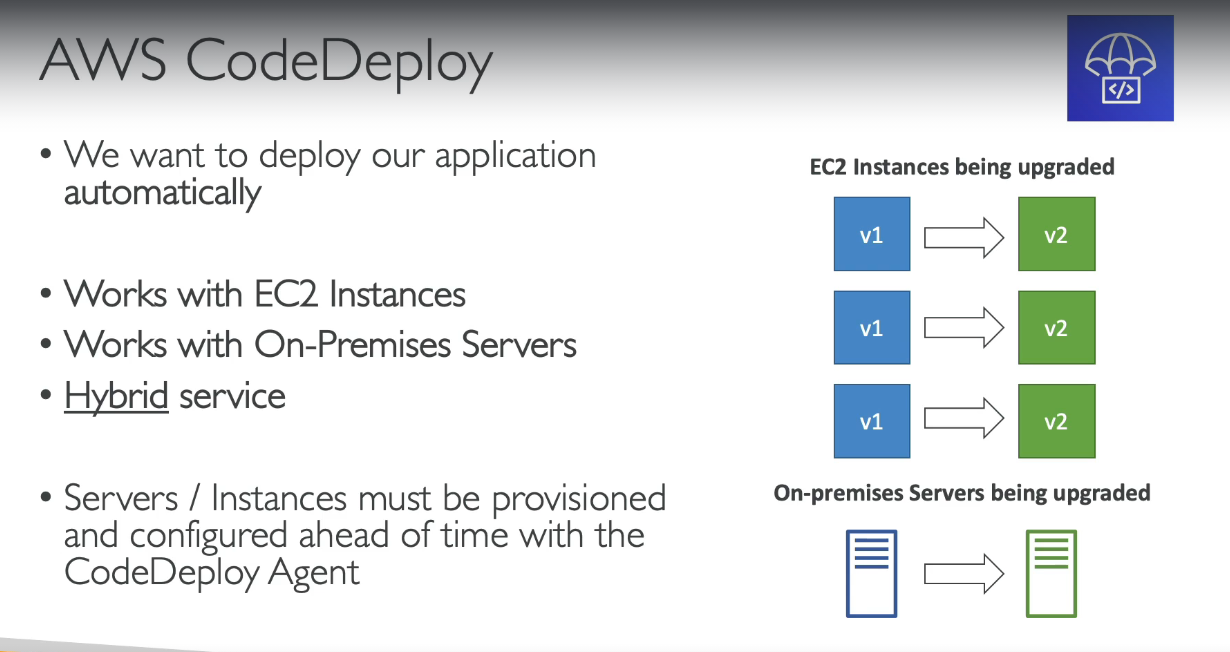 AWS CodeDeploy
</>
• We want to deploy our application
automatically
• Works with EC2 Instances
• Works with On-Premises Servers
• Hybrid service
• Servers / Instances must be provisioned
and configured ahead of time with the
CodeDeploy Agent
EC2 Instances being upgraded
v1 v2
v1 v2
v1 v2
On-premises Servers being upgraded